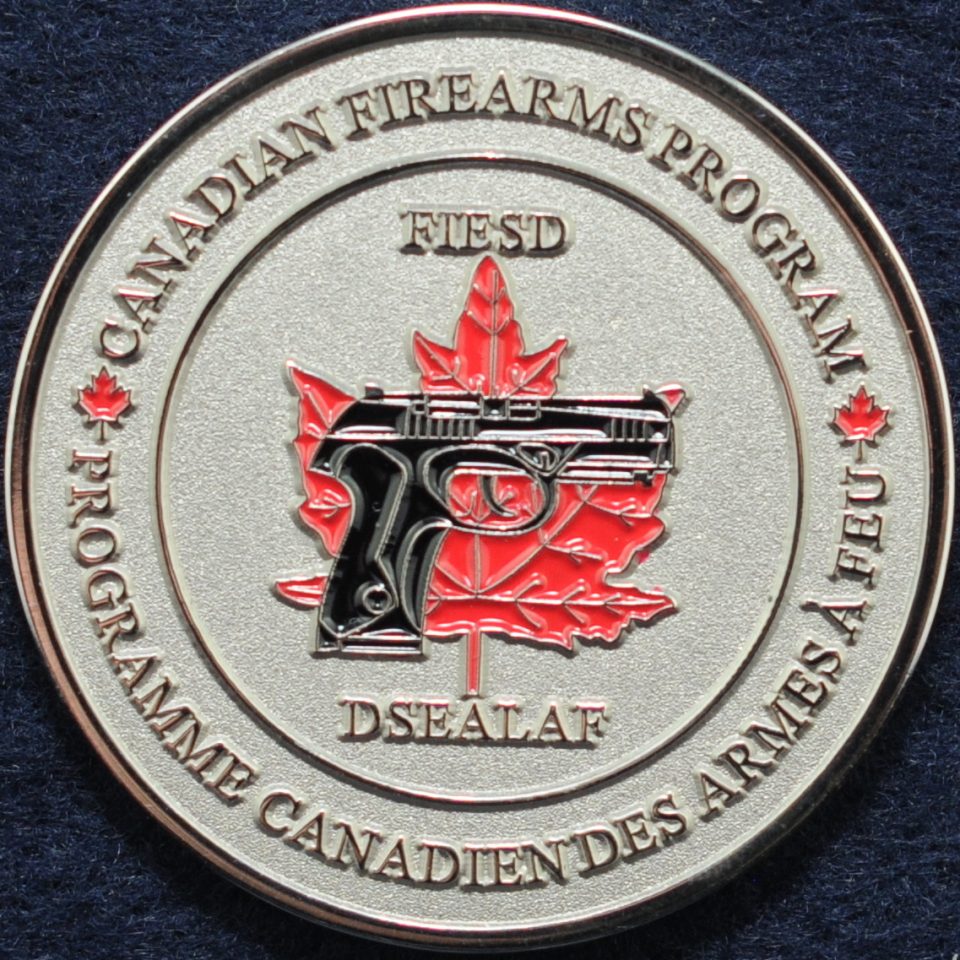 CANADIAN FIREARMS PROGRAM
FIESD
DSEALAF
PROGRAMME CANADIEN DES ARMES À FEU